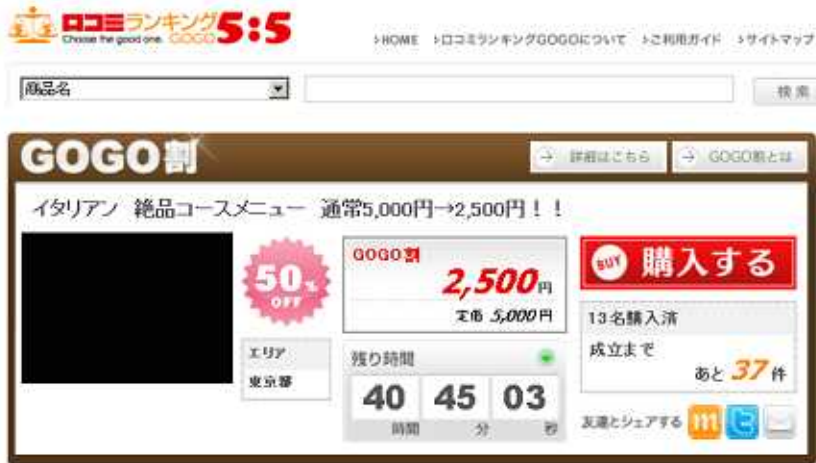 口コミランキング 5:5
Choose the good one. GOGO
HOME 口コミランキングGOGOについて ご利用ガイド サイトマップ
商品名
検索
GOGO割
詳細はこちら GOGO割とは
イタリアン 絶品コースメニュー 通常5,000円→2,500円!!
50%
OFF
GOGO割
2,500円
定価 5,000円
BUY 購入する
13名購入済
成立まで
あと 37 件
エリア
東京都
残り時間
40 45 03
時間 分 秒
友達とシェアする m t